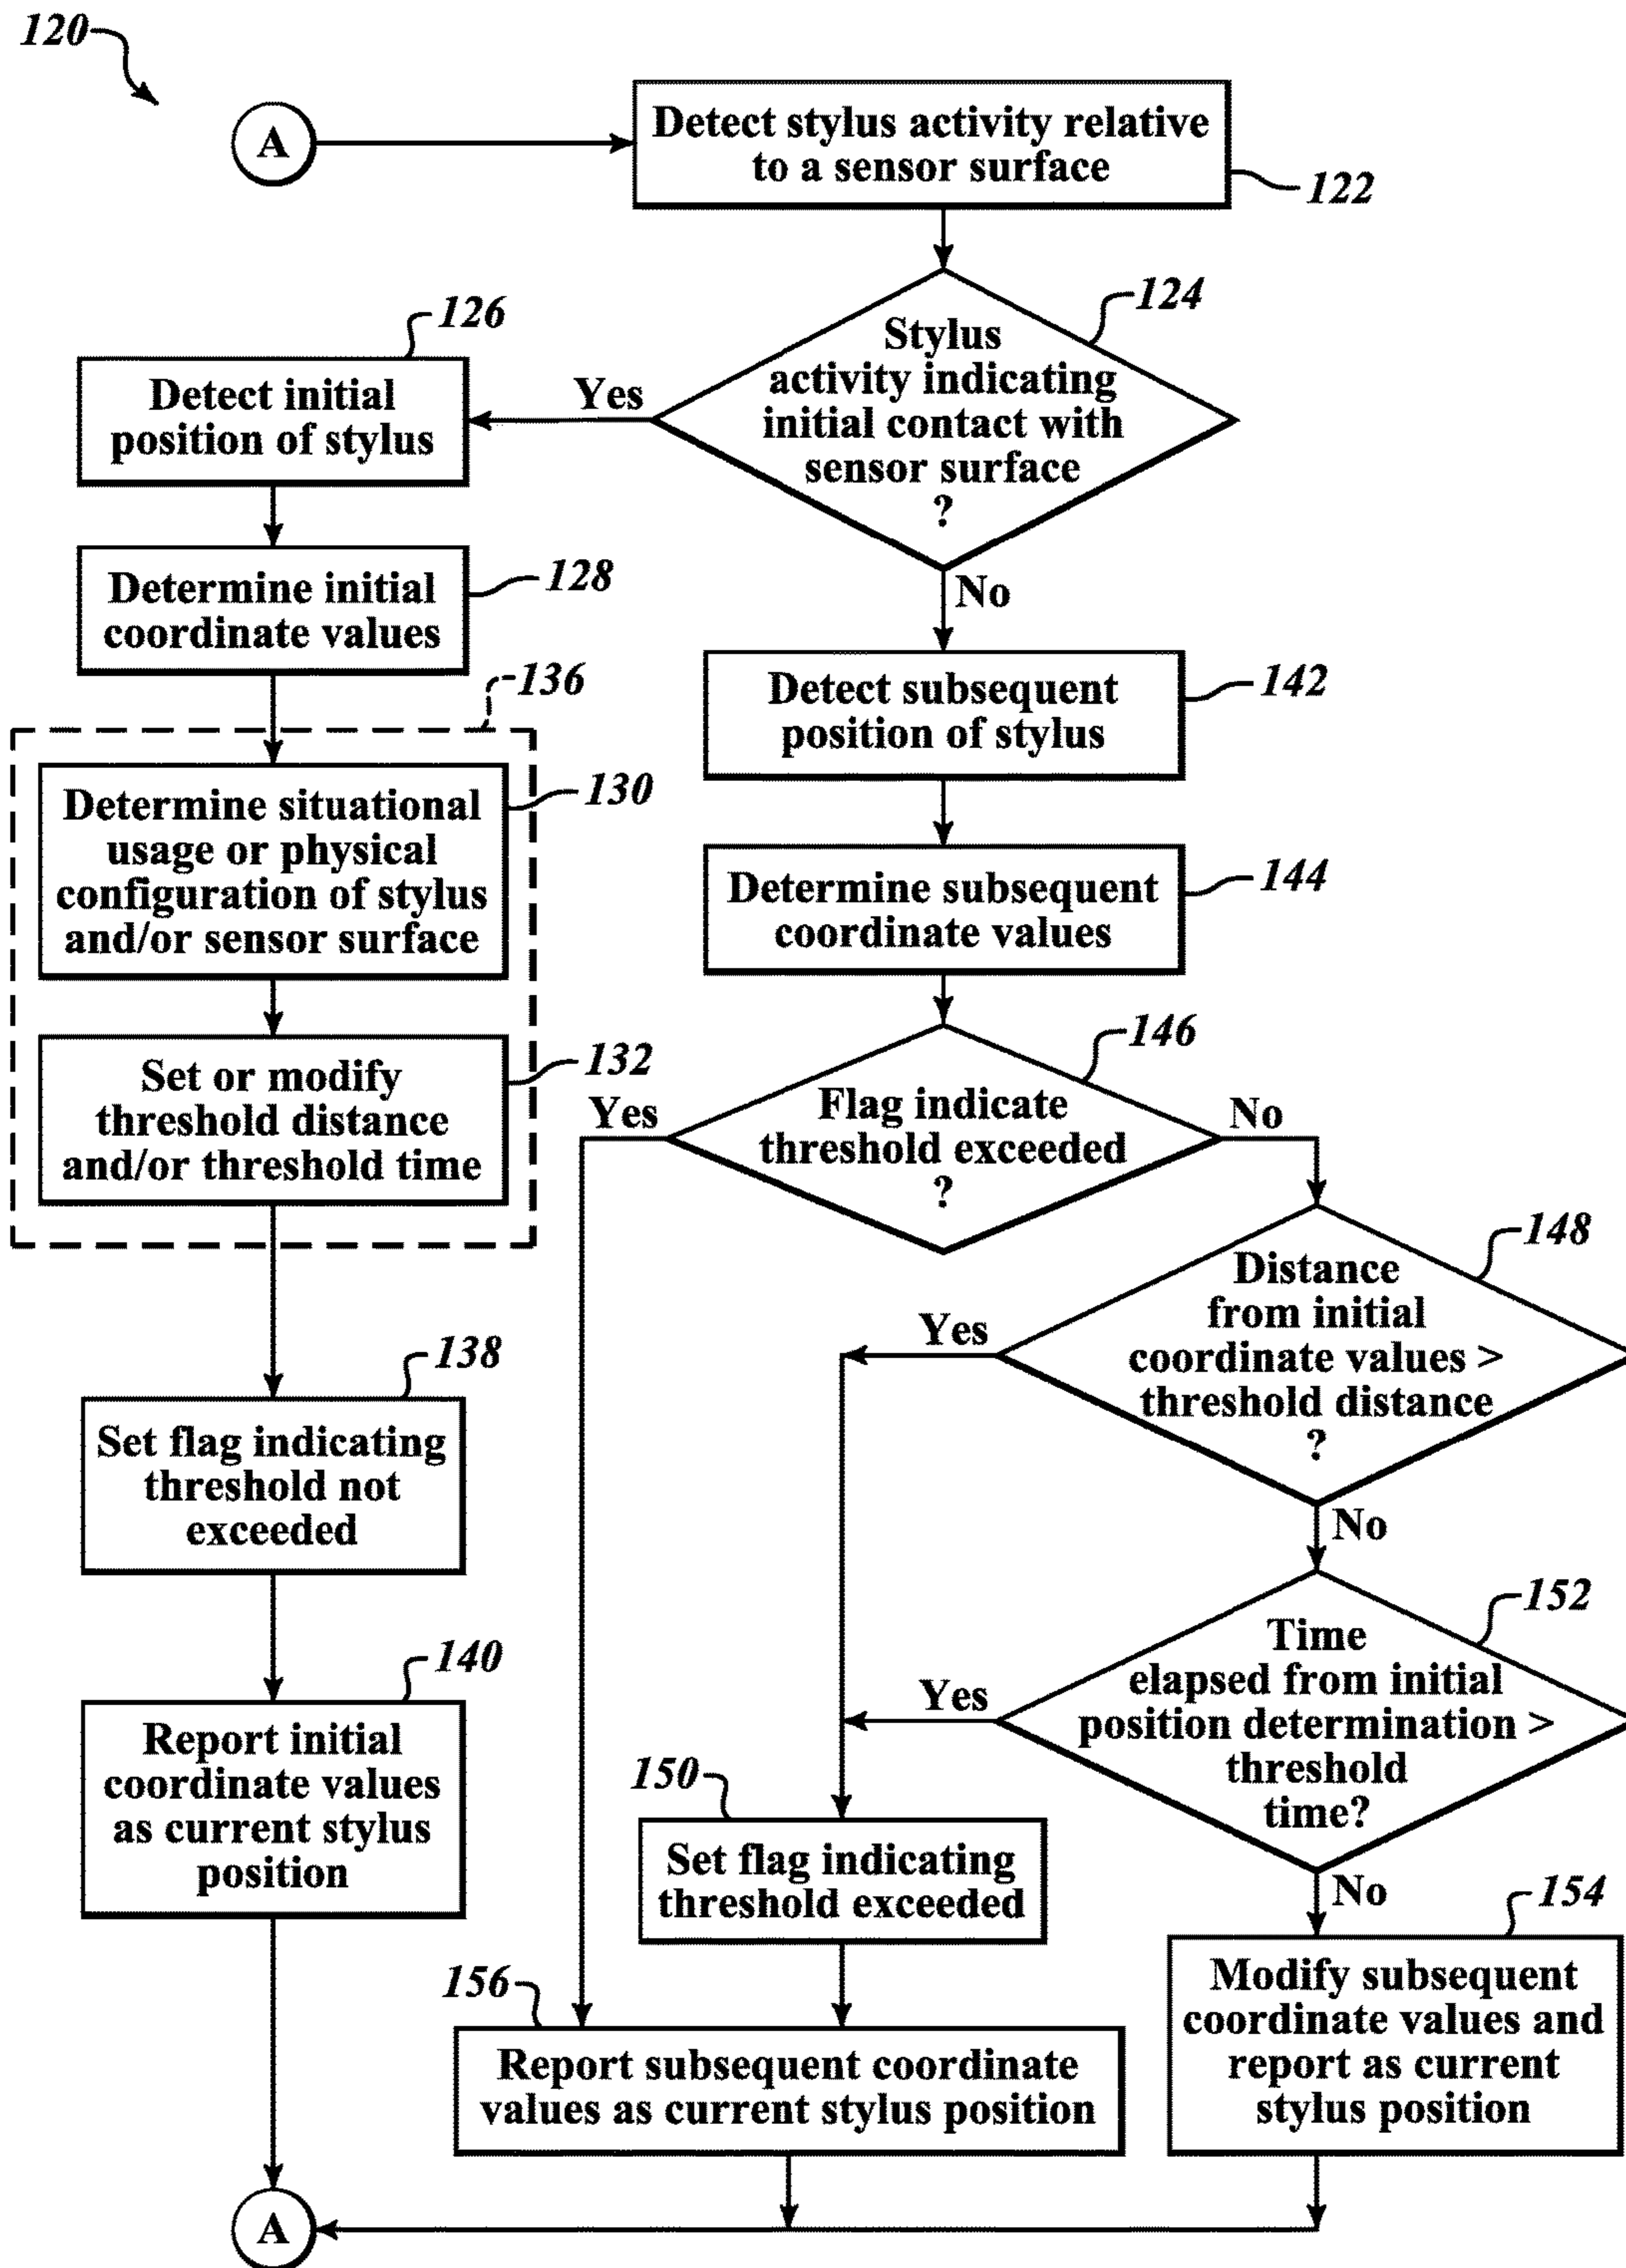 120
A
Detect stylus activity relative
to a sensor surface
122
124
Stylus
activity indicating
initial contact with
sensor surface
?
Yes
No
126
Detect initial
position of stylus
128
Determine initial
coordinate values
136
130
Determine situational
usage or physical
configuration of stylus
and/or sensor surface
132
Set or modify
threshold distance
and/or threshold time
138
Set flag indicating
threshold not
exceeded
140
Report initial
coordinate values
as current stylus
position
142
Detect subsequent
position of stylus
144
Determine subsequent
coordinate values
146
Flag indicate
threshold exceeded
?
Yes
No
148
Distance
from initial
coordinate values >
threshold distance
?
Yes
No
152
Time
elapsed from initial
position determination >
threshold
time?
Yes
No
150
Set flag indicating
threshold exceeded
154
Modify subsequent
coordinate values and
report as current
stylus position
156
Report subsequent coordinate
values as current stylus position
A